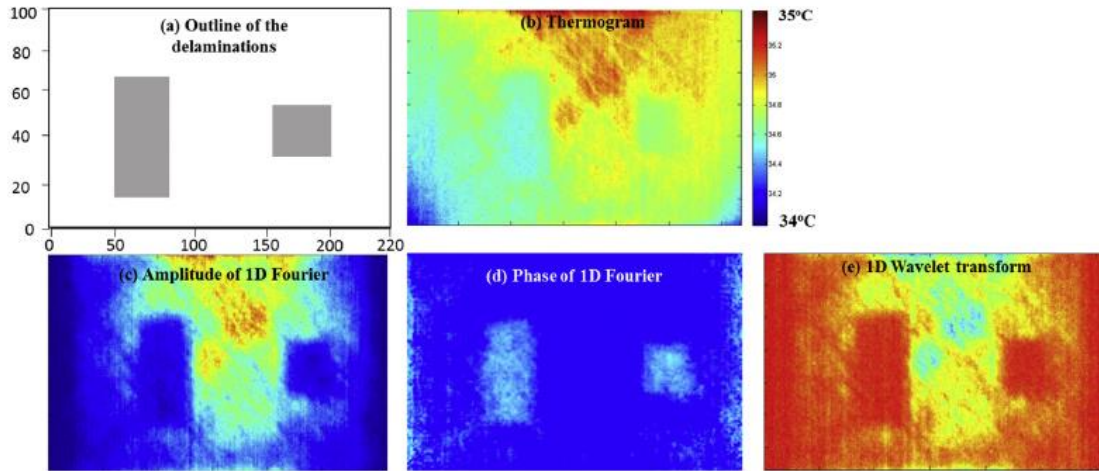 (a) Outline of the
delaminations
100
80
60
40
20
0
0 50 100 150 200 220
(b) Thermogram
35°C
35.2
35
34.8
34.6
34.4
34.2
34°C
(c) Amplitude of 1D Fourier
(d) Phase of 1D Fourier
(e) 1D Wavelet transform